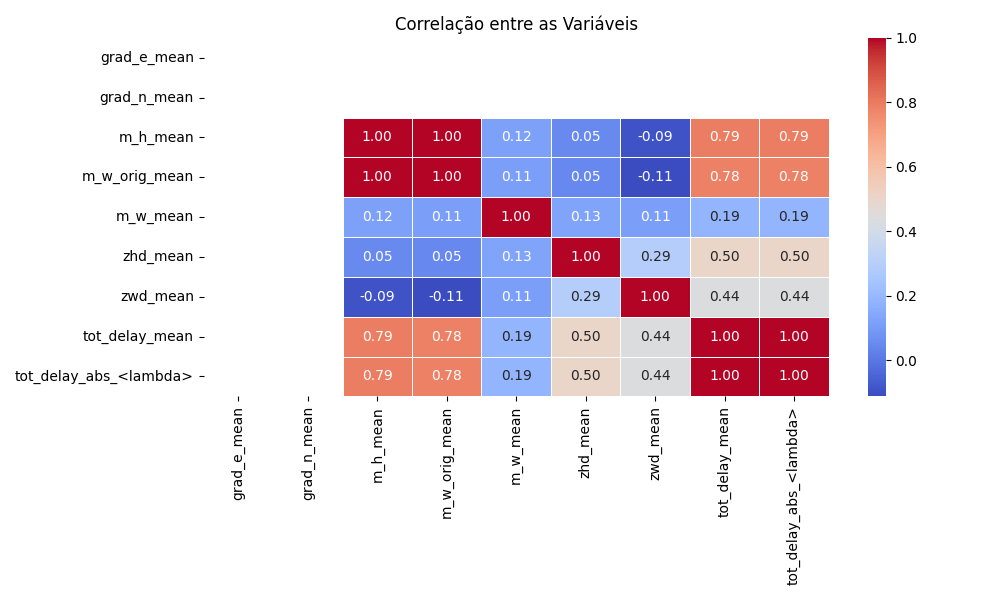 Correlação entre as Variáveis
grad_e_mean
grad_n_mean
m_h_mean 1.00 1.00 0.12 0.05 -0.09 0.79 0.79
m_w_orig_mean 1.00 1.00 0.11 0.05 -0.11 0.78 0.78
m_w_mean 0.12 0.11 1.00 0.13 0.11 0.19 0.19
zhd_mean 0.05 0.05 0.13 1.00 0.29 0.50 0.50
zwd_mean -0.09 -0.11 0.11 0.29 1.00 0.44 0.44
tot_delay_mean 0.79 0.78 0.19 0.50 0.44 1.00 1.00
tot_delay_abs_<lambda> 0.79 0.78 0.19 0.50 0.44 1.00 1.00
grad_e_mean
grad_n_mean
m_h_mean
m_w_orig_mean
m_w_mean
zhd_mean
zwd_mean
tot_delay_mean
tot_delay_abs_<lambda>
1.0
0.8
0.6
0.4
0.2
0.0